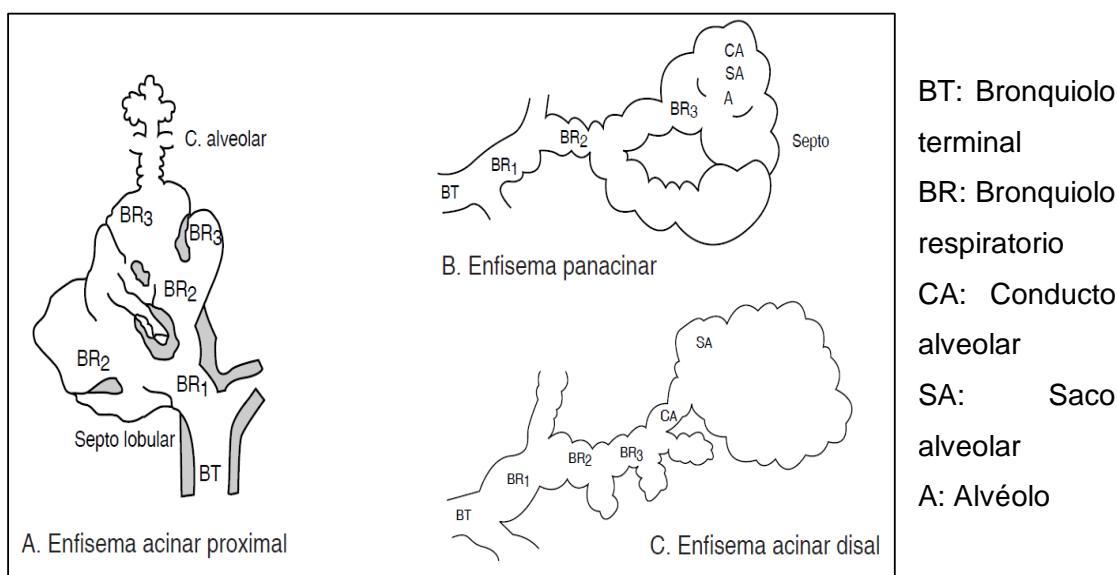 C. alveolar
BR3
BR3
BR2
BR2
BR1
Septo lobular
BT
A. Enfisema acinar proximal
CA
SA
A
BR3
BR2
BR1
BT
Septo
B. Enfisema panacinar
SA
CA
BR3
BR2
BR1
BT
C. Enfisema acinar disal
BT: Bronquiolo
terminal
BR: Bronquiolo
respiratorio
CA: Conducto
alveolar
SA: Saco
alveolar
A: Alvéolo